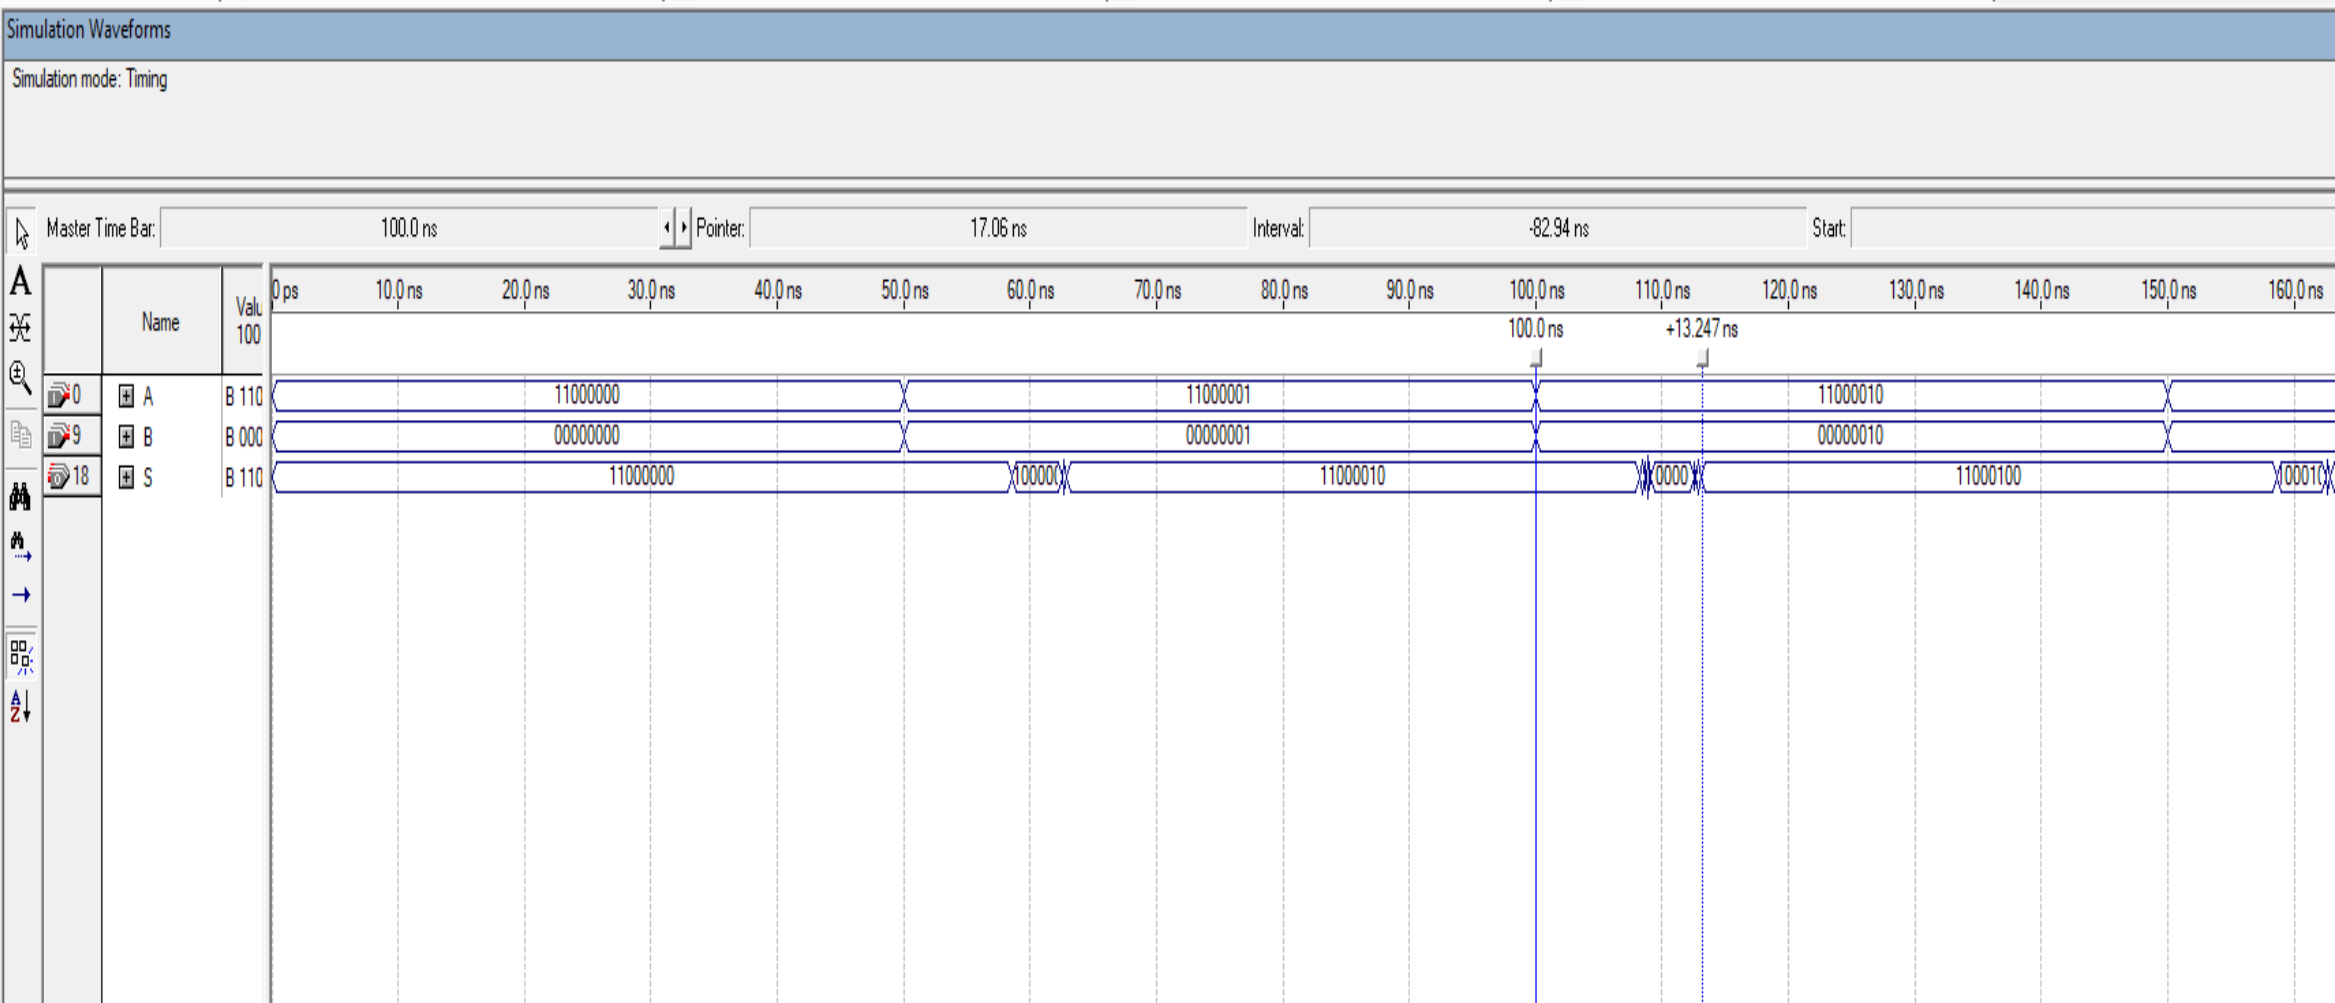 Simulation Waveforms
Simulation mode: Timing
Master Time Bar: 100.0 ns Pointer: 17.06 ns Interval: -82.94 ns Start:
Name Valu 100
0 ps 10.0 ns 20.0 ns 30.0 ns 40.0 ns 50.0 ns 60.0 ns 70.0 ns 80.0 ns 90.0 ns 100.0 ns 110.0 ns 120.0 ns 130.0 ns 140.0 ns 150.0 ns 160.0 ns
100.0 ns +13.247 ns
0 A B 110 11000000 11000001 11000010
9 B B 000 00000000 00000001 00000010
18 S B 110 11000000 100000 11000010 0000 11000100 10001